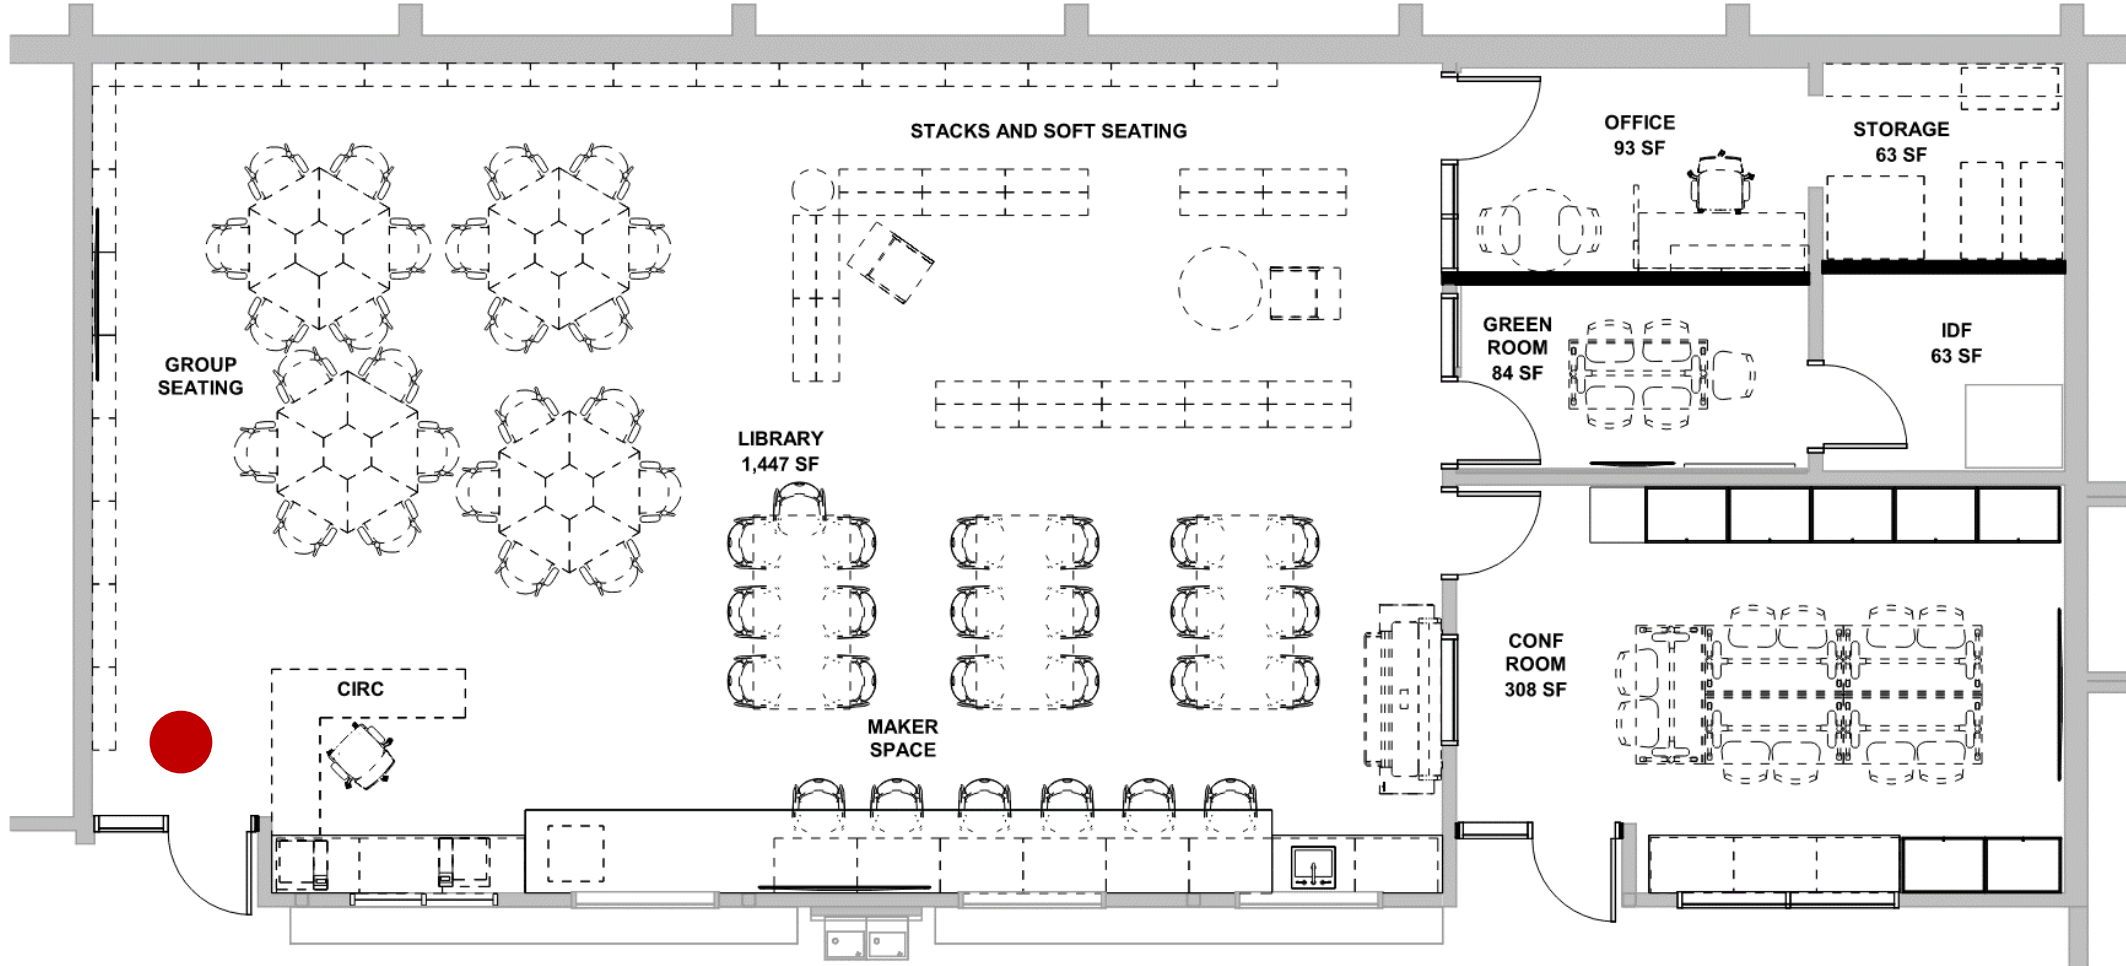 STACKS AND SOFT SEATING
OFFICE
93 SF
STORAGE
63 SF
GROUP
SEATING
GREEN
ROOM
84 SF
IDF
63 SF
LIBRARY
1,447 SF
CIRC
MAKER
SPACE
CONF
ROOM
308 SF